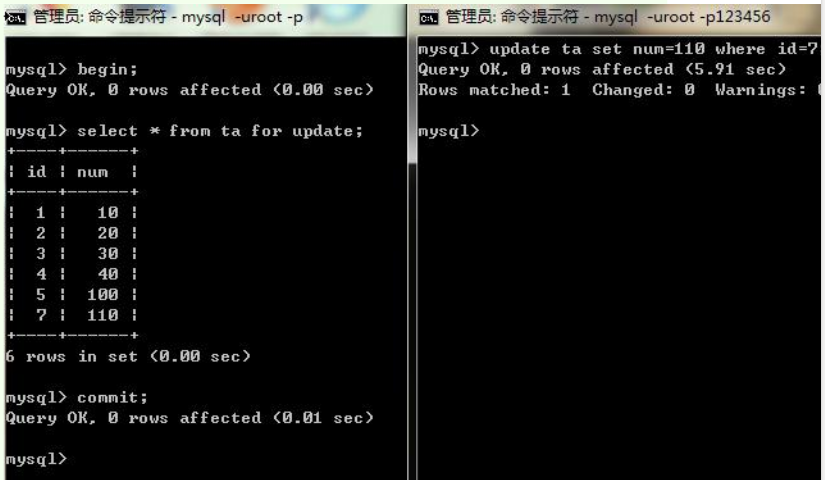 管理员: 命令提示符 - mysql -uroot -p
mysql> begin;
Query OK, 0 rows affected (0.00 sec)
mysql> select * from ta for update;
+----+------+
| id | num |
+----+------+
| 1 | 10 |
| 2 | 20 |
| 3 | 30 |
| 4 | 40 |
| 5 | 100 |
| 7 | 110 |
+----+------+
6 rows in set (0.00 sec)
mysql> commit;
Query OK, 0 rows affected (0.01 sec)
mysql>
管理员: 命令提示符 - mysql -uroot -p123456
mysql> update ta set num=110 where id=7
Query OK, 0 rows affected (5.91 sec)
Rows matched: 1 Changed: 0 Warnings:
mysql>